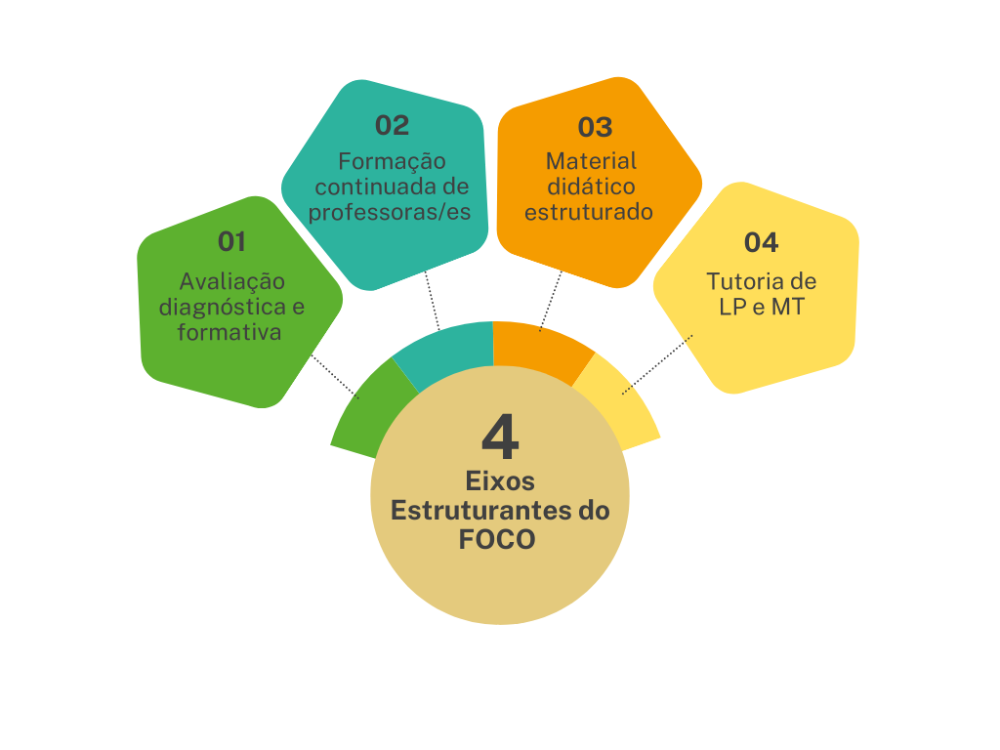 01
Avaliação
diagnóstica e
formativa
02
Formação
continuada de
professoras/es
03
Material
didático
estruturado
04
Tutoria de
LP e MT
4
Eixos
Estruturantes do
FOCO